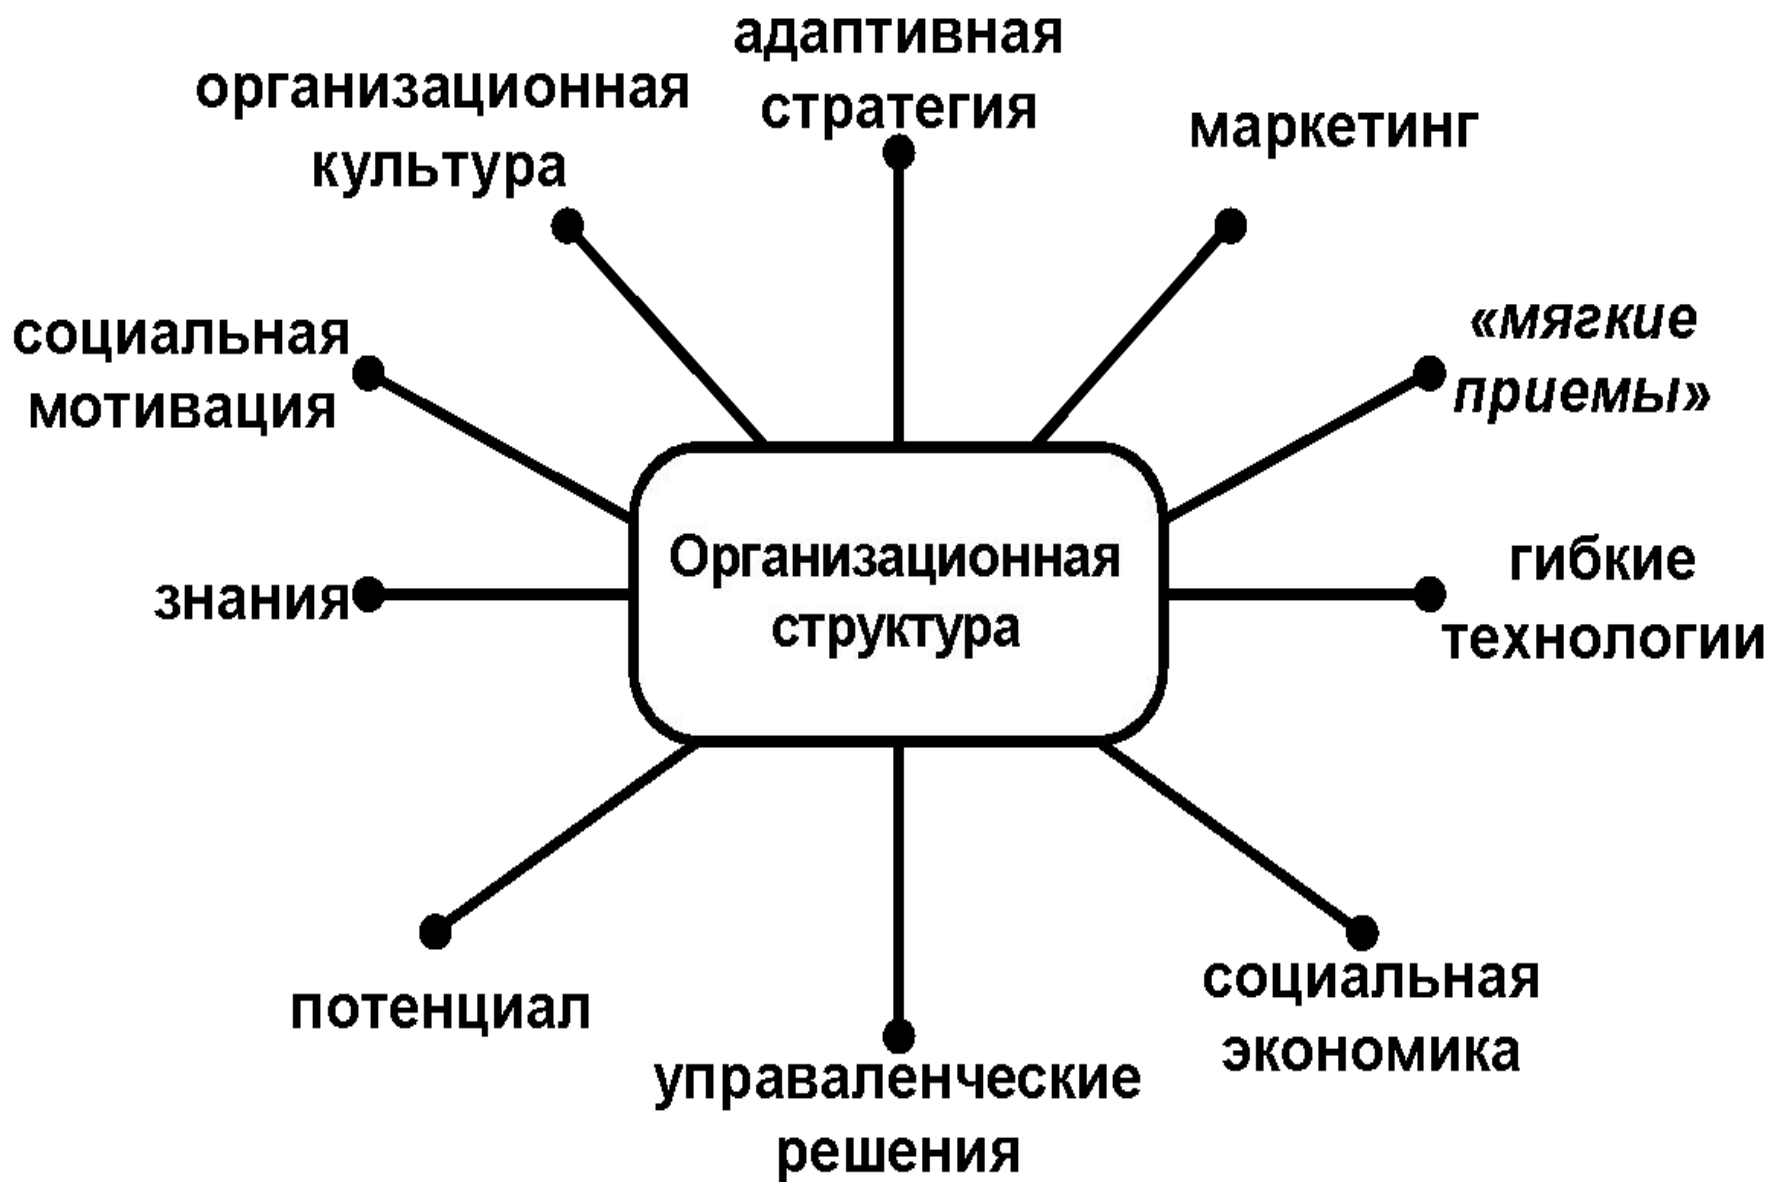 адаптивная
стратегия
организационная
культура
маркетинг
социальная
мотивация
«мягкие
приемы»
Организационная
структура
знания
гибкие
технологии
потенциал
управаленческие
решения
социальная
экономика